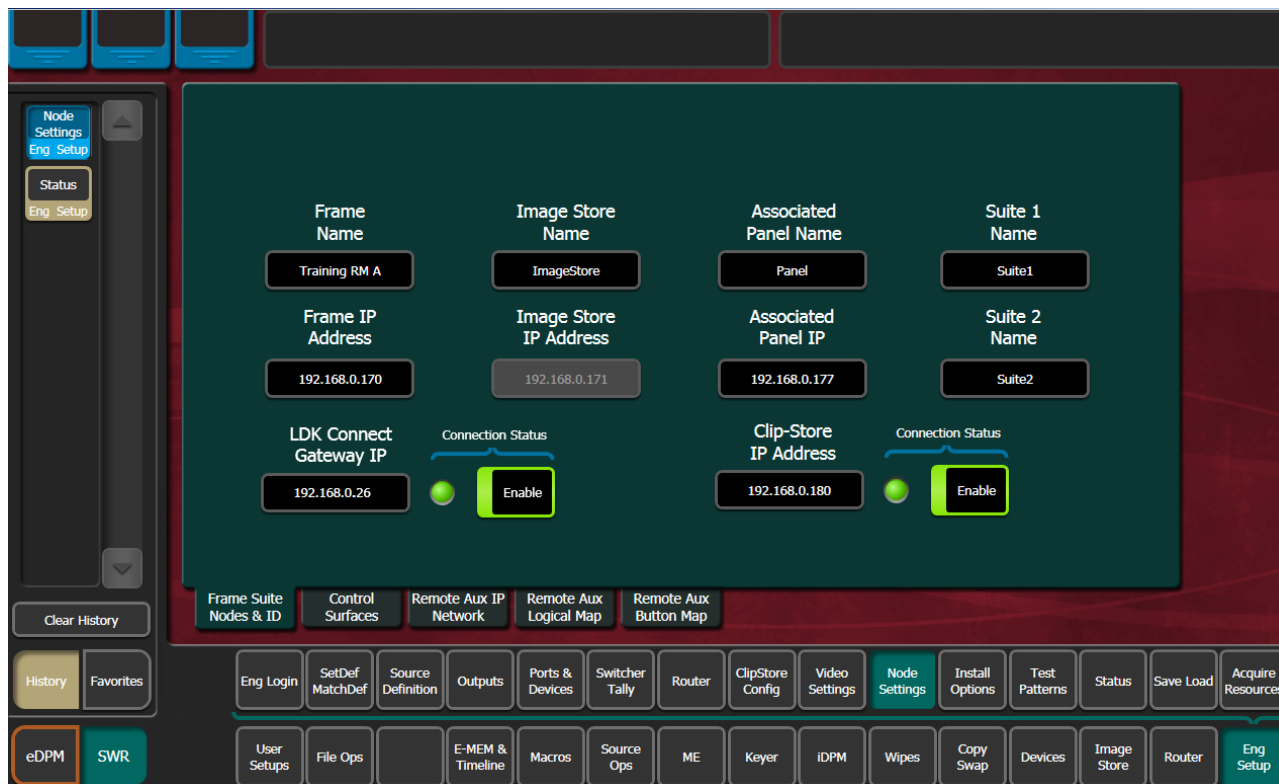 Node
Settings
Eng Setup
Status
Eng Setup
Frame
Name
Image Store
Name
Associated
Panel Name
Suite 1
Name
Training RM A
ImageStore
Panel
Suite1
Frame IP
Address
Image Store
IP Address
Associated
Panel IP
Suite 2
Name
192.168.0.170
192.168.0.171
192.168.0.177
Suite2
LDK Connect
Gateway IP
Connection Status
Clip-Store
IP Address
Connection Status
192.168.0.26
Enable
192.168.0.180
Enable
Frame Suite
Nodes & ID
Control
Surfaces
Remote Aux IP
Network
Remote Aux
Logical Map
Remote Aux
Button Map
Clear History
History
Favorites
Eng Login
SetDef
MatchDef
Source
Definition
Outputs
Ports &
Devices
Switcher
Tally
Router
ClipStore
Config
Video
Settings
Node
Settings
Install
Options
Test
Patterns
Status
Save Load
Acquire
Resources
eDPM
SWR
User
Setups
File Ops
E-MEM &
Timeline
Macros
Source
Ops
ME
Keyer
iDPM
Wipes
Copy
Swap
Devices
Image
Store
Router
Eng
Setup